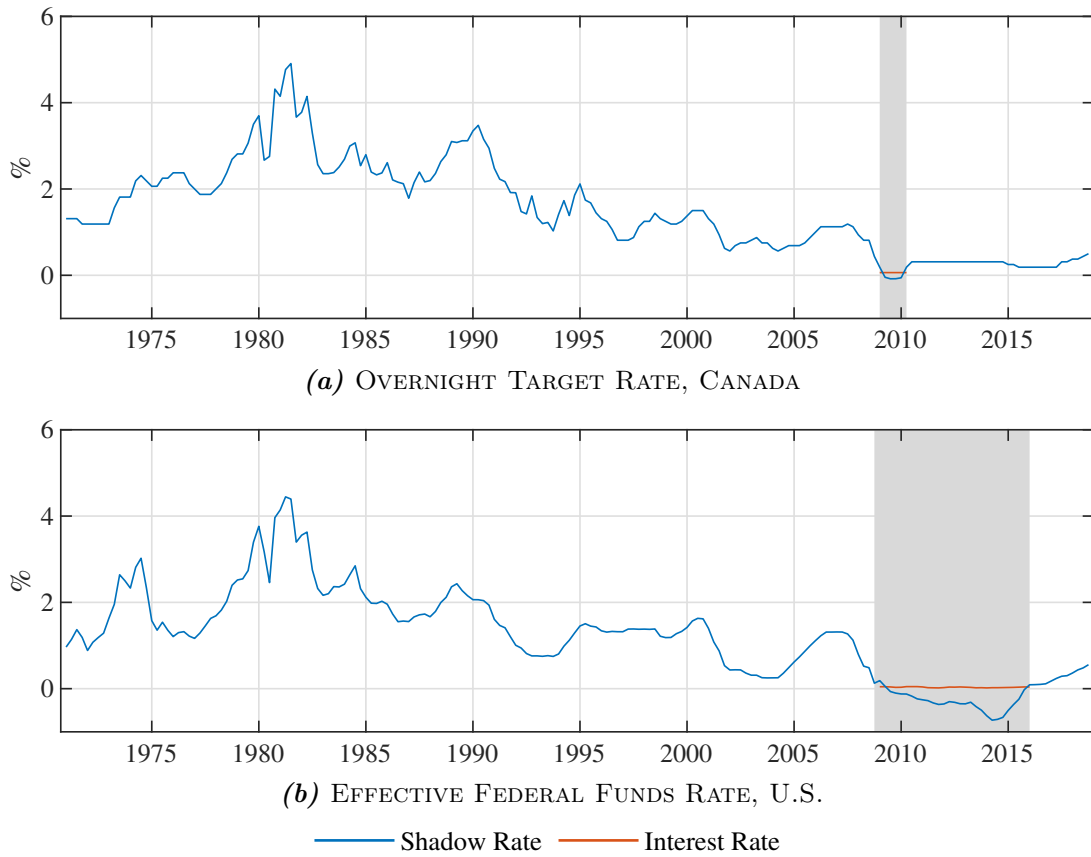 6
4
2
0
%
1975 1980 1985 1990 1995 2000 2005 2010 2015
(a) OVERNIGHT TARGET RATE, CANADA
6
4
2
0
%
1975 1980 1985 1990 1995 2000 2005 2010 2015
(b) EFFECTIVE FEDERAL FUNDS RATE, U.S.
Shadow Rate Interest Rate